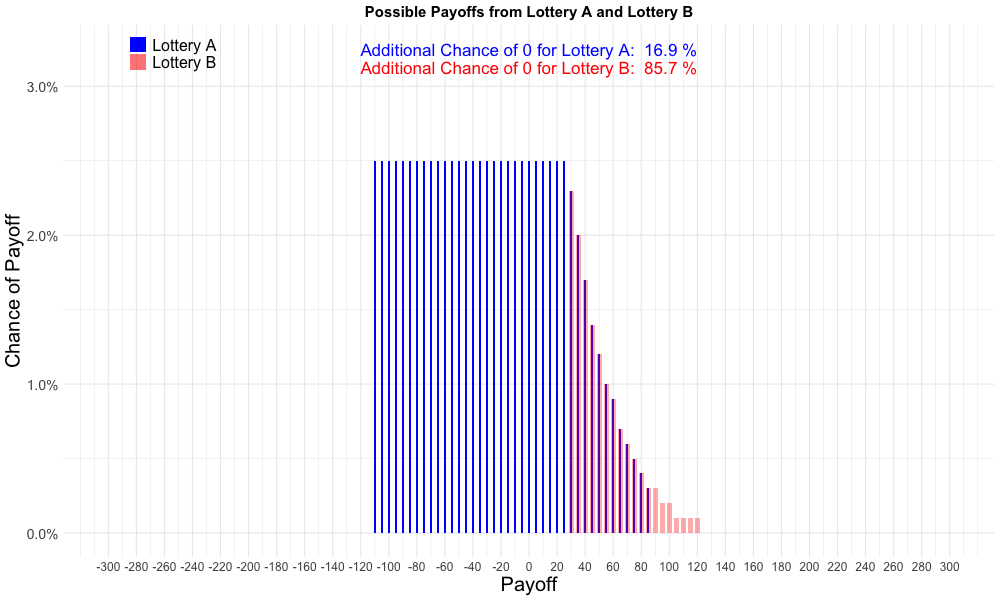 Possible Payoffs from Lottery A and Lottery B
Lottery A
Lottery B
Additional Chance of 0 for Lottery A: 16.9 %
Additional Chance of 0 for Lottery B: 85.7 %
Chance of Payoff
3.0%
2.0%
1.0%
0.0%
-300 -280 -260 -240 -220 -200 -180 -160 -140 -120 -100 -80 -60 -40 -20 0 20 40 60 80 100 120 140 160 180 200 220 240 260 280 300
Payoff